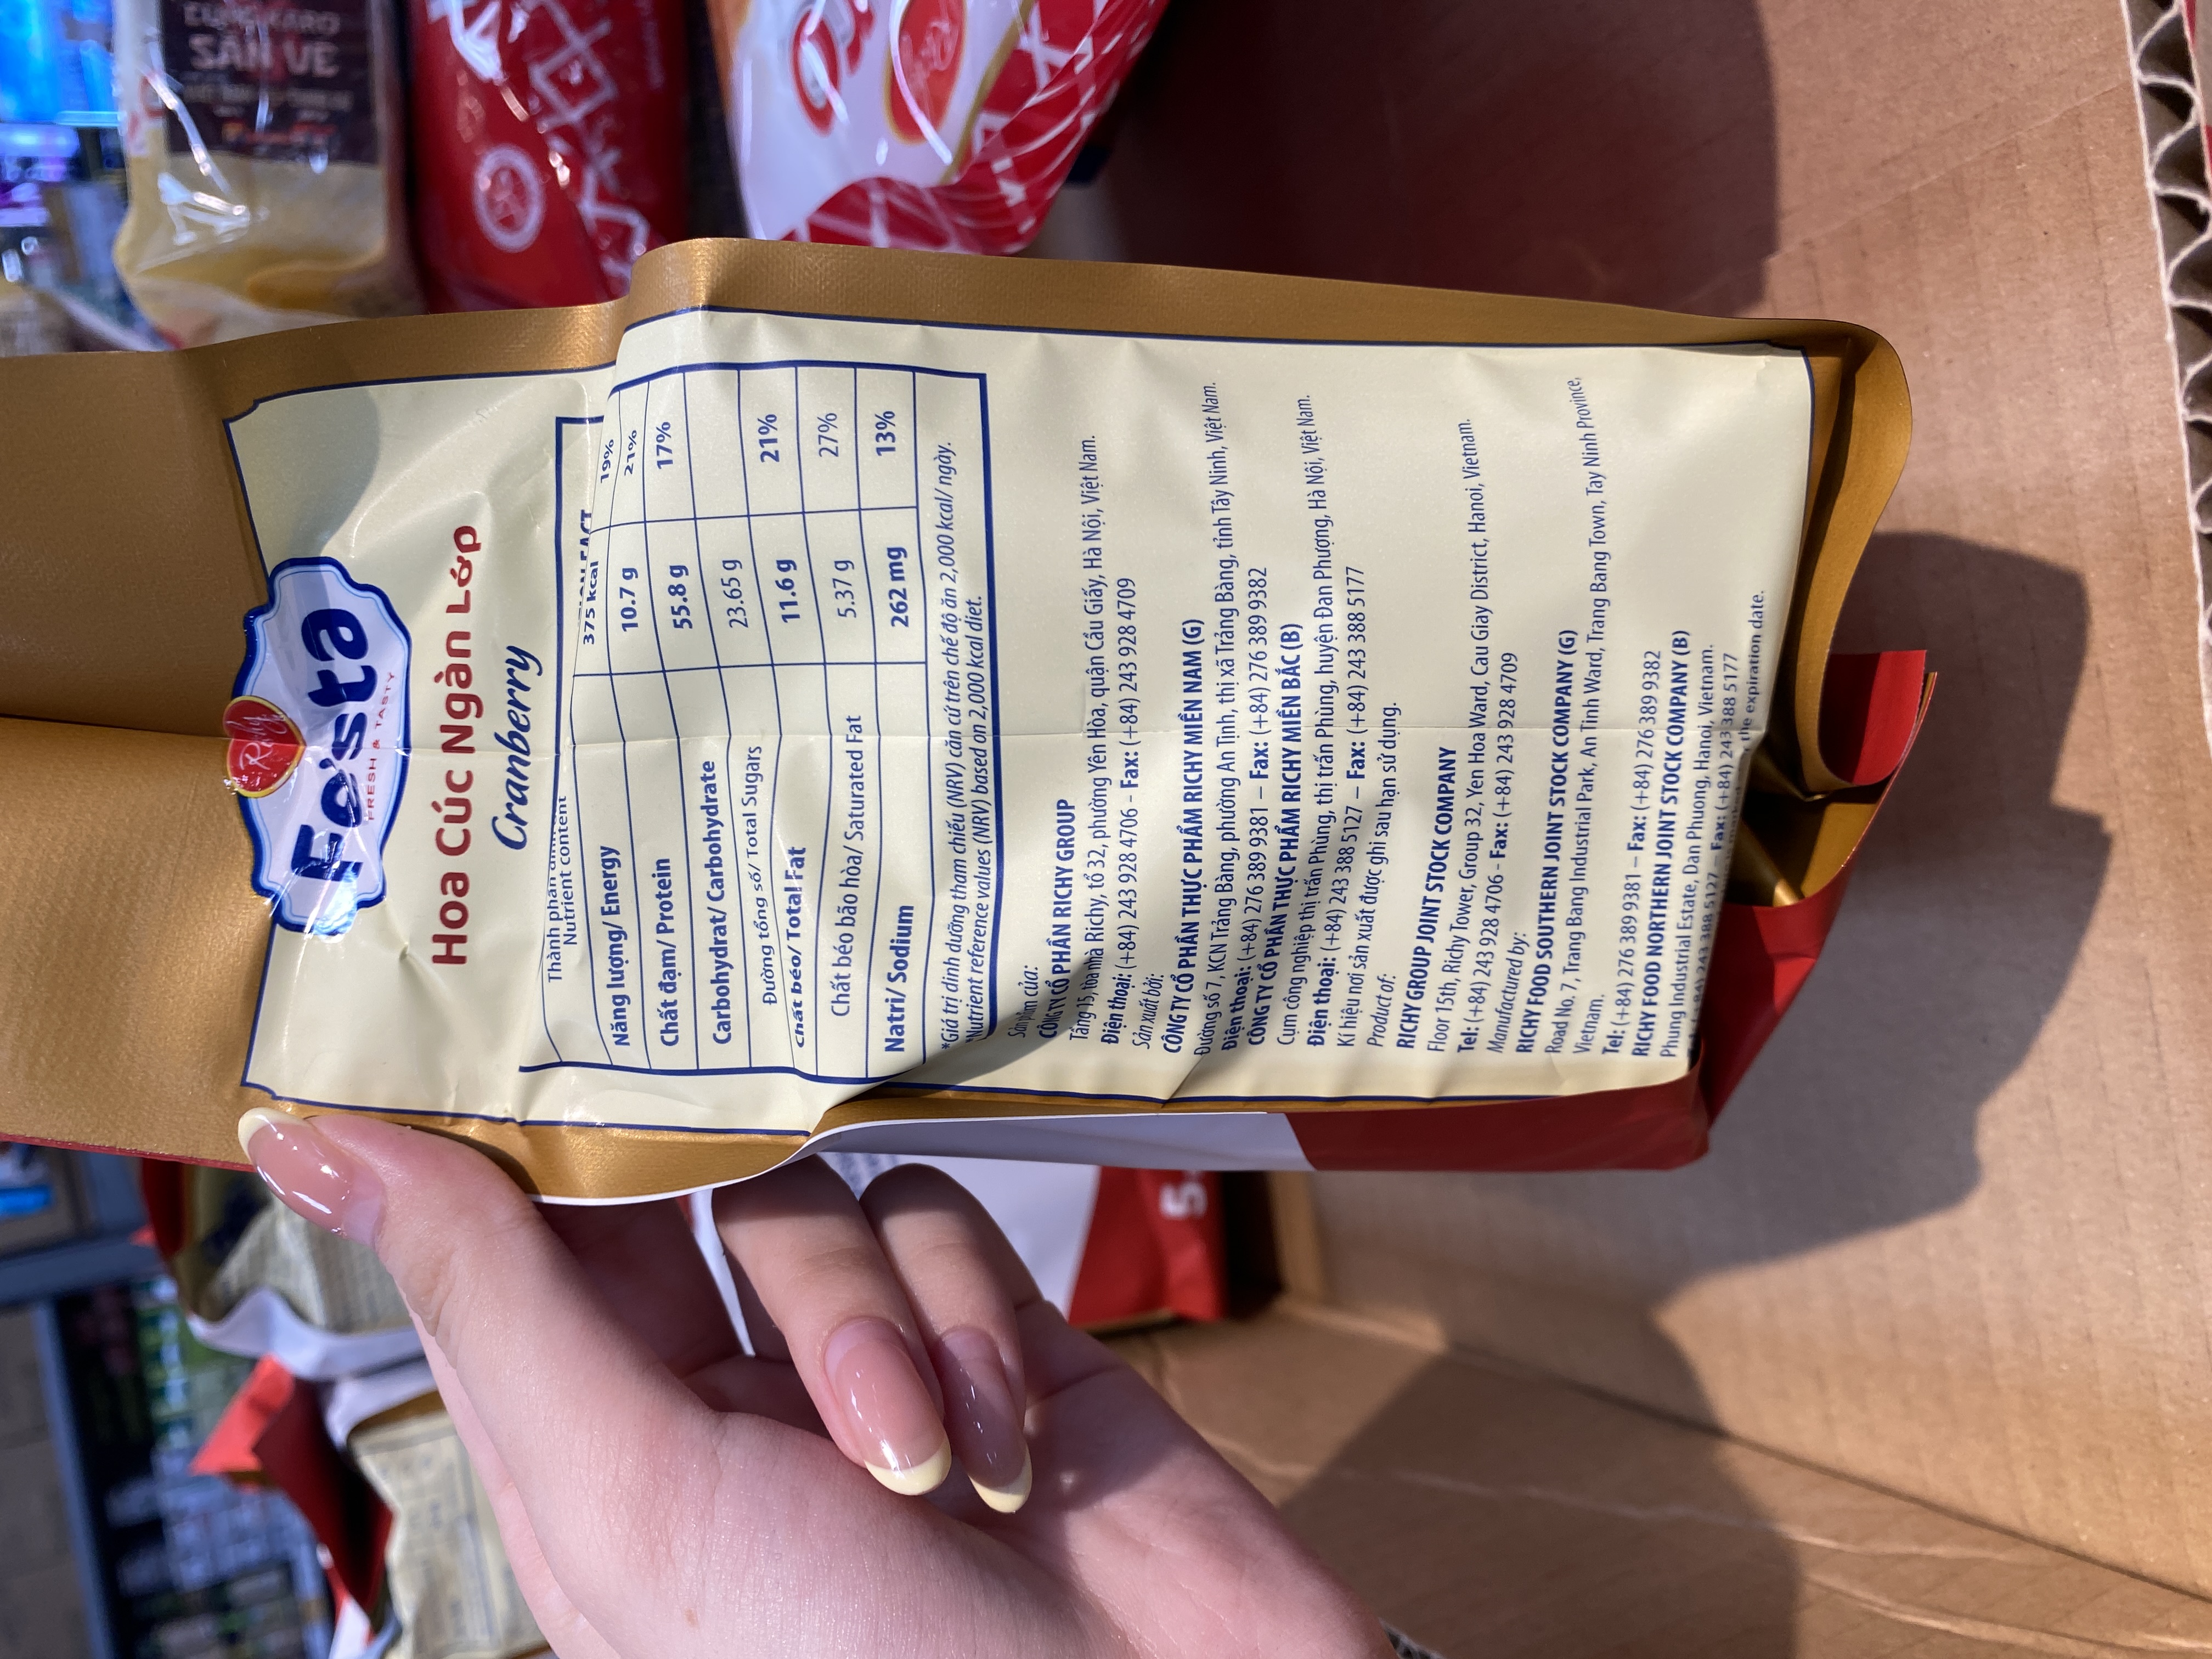 Richy
Festa
FRESH & TASTY
Hoa Cúc Ngàn Lớp
Cranberry
Thành phần
Nutrient content
FACT
Năng lượng/ Energy 375 kcal 19%
Chất đạm/ Protein 10.7 g 21%
Carbohydrat/ Carbohydrate 55.8 g 17%
Đường tổng số/ Total Sugars 23.65 g
Chất béo/ Total Fat 11.6 g 21%
Chất béo bão hòa/ Saturated Fat 5.37 g 27%
Natri/ Sodium 262 mg 13%
*Giá trị dinh dưỡng tham chiếu (NRV) căn cứ trên chế độ ăn 2,000 kcal/ ngày.
*Nutrient reference values (NRV) based on 2,000 kcal diet.
Sản phẩm của:
CÔNG TY CỔ PHẦN RICHY GROUP
Tầng 15, tòa nhà Richy, tổ 32, phường Yên Hòa, quận Cầu Giấy, Hà Nội, Việt Nam.
Điện thoại: (+84) 243 928 4706 - Fax: (+84) 243 928 4709
Sản xuất bởi:
CÔNG TY CỔ PHẦN THỰC PHẨM RICHY MIỀN NAM (G)
Đường số 7, KCN Trảng Bàng, phường An Tịnh, thị xã Trảng Bàng, tỉnh Tây Ninh, Việt Nam.
Điện thoại: (+84) 276 389 9381 – Fax: (+84) 276 389 9382
CÔNG TY CỔ PHẦN THỰC PHẨM RICHY MIỀN BẮC (B)
Cụm công nghiệp thị trấn Phùng, thị trấn Phùng, huyện Đan Phượng, Hà Nội, Việt Nam.
Điện thoại: (+84) 243 388 5127 – Fax: (+84) 243 388 5177
Kí hiệu nơi sản xuất được ghi sau hạn sử dụng.
Product of:
RICHY GROUP JOINT STOCK COMPANY
Floor 15th, Richy Tower, Group 32, Yen Hoa Ward, Cau Giay District, Hanoi, Vietnam.
Tel: (+84) 243 928 4706 - Fax: (+84) 243 928 4709
Manufactured by:
RICHY FOOD SOUTHERN JOINT STOCK COMPANY (G)
Road No. 7, Trang Bang Industrial Park, An Tinh Ward, Trang Bang Town, Tay Ninh Province,
Vietnam.
Tel: (+84) 276 389 9381 – Fax: (+84) 276 389 9382
RICHY FOOD NORTHERN JOINT STOCK COMPANY (B)
Phung Industrial Estate, Dan Phuong, Hanoi, Vietnam.
Tel: (+84) 243 388 5127 – Fax: (+84) 243 388 5177
marked the expiration date.
SAN VE
5